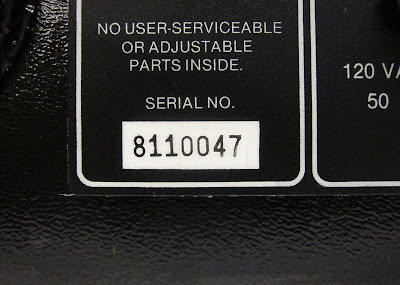 NO USER-SERVICEABLE
OR ADJUSTABLE
PARTS INSIDE.
SERIAL NO.
8110047
120 VA
50